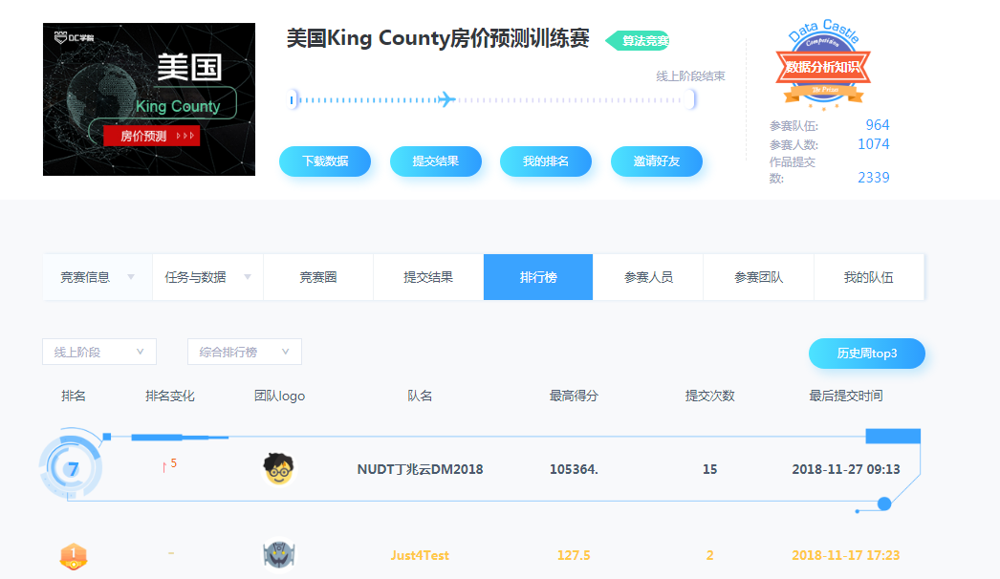 DC学院
美国
King County
房价预测 >>>
美国King County房价预测训练赛
算法竞赛
线上阶段结束
下载数据
提交结果
我的排名
邀请好友
Data Castle
Competition
数据分析知识
The Prize
参赛队伍: 964
参赛人数: 1074
作品提交
数: 2339
竞赛信息
任务与数据
竞赛圈
提交结果
排行榜
参赛人员
参赛团队
我的队伍
线上阶段
综合排行榜
历史周top3
排名 排名变化 团队logo 队名 最高得分 提交次数 最后提交时间
7 ↑5 NUDT丁兆云DM2018 105364. 15 2018-11-27 09:13
1 – Just4Test 127.5 2 2018-11-17 17:23